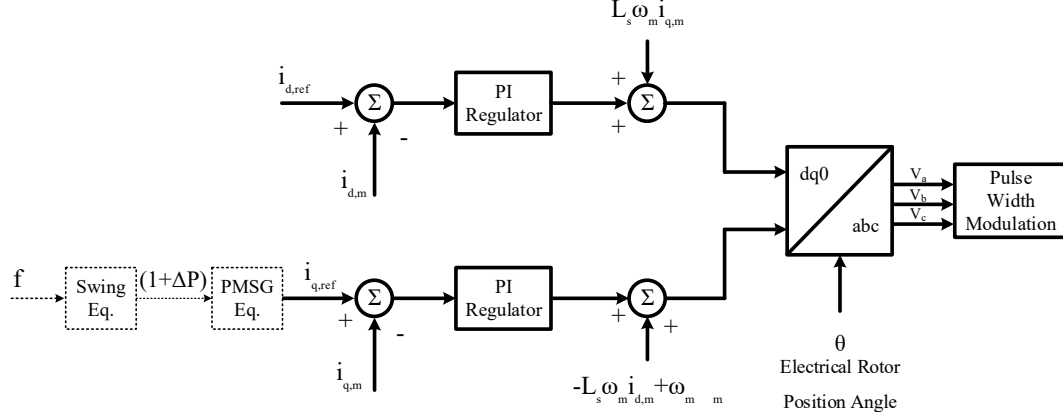 L_s ω_m i_q,m
i_d,ref
+
-
Σ
i_d,m
PI
Regulator
+
+
Σ
dq0
abc
V_a
V_b
V_c
Pulse
Width
Modulation
f
Swing
Eq.
(1+ΔP)
PMSG
Eq.
i_q,ref
+
-
Σ
i_q,m
PI
Regulator
+
+
Σ
-L_s ω_m i_d,m+ω_m m
θ
Electrical Rotor
Position Angle